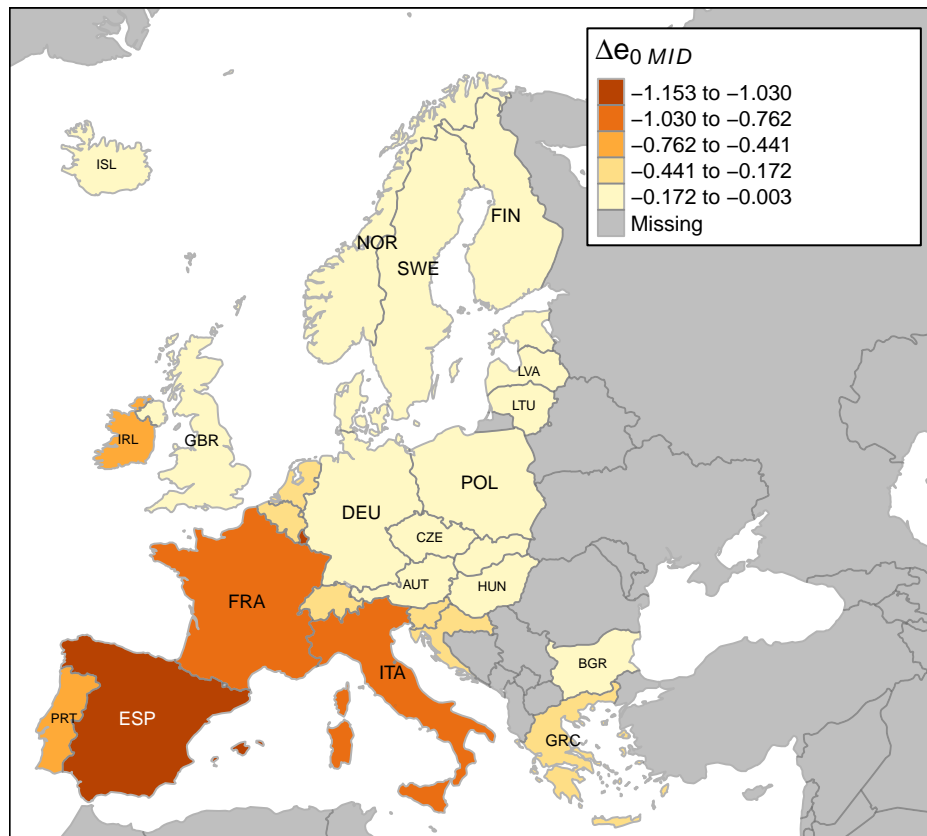 Δe0 MID
−1.153 to −1.030
−1.030 to −0.762
−0.762 to −0.441
−0.441 to −0.172
−0.172 to −0.003
Missing
ISL
FIN
NOR
SWE
LVA
LTU
IRL
GBR
POL
DEU
CZE
AUT
HUN
FRA
BGR
ITA
PRT
ESP
GRC